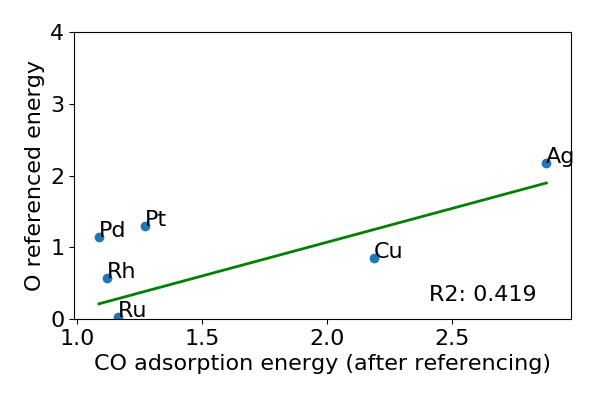 4
3
2
1
0
O referenced energy
Ag
Pt
Pd
Cu
Rh
Ru
R2: 0.419
1.0 1.5 2.0 2.5
CO adsorption energy (after referencing)